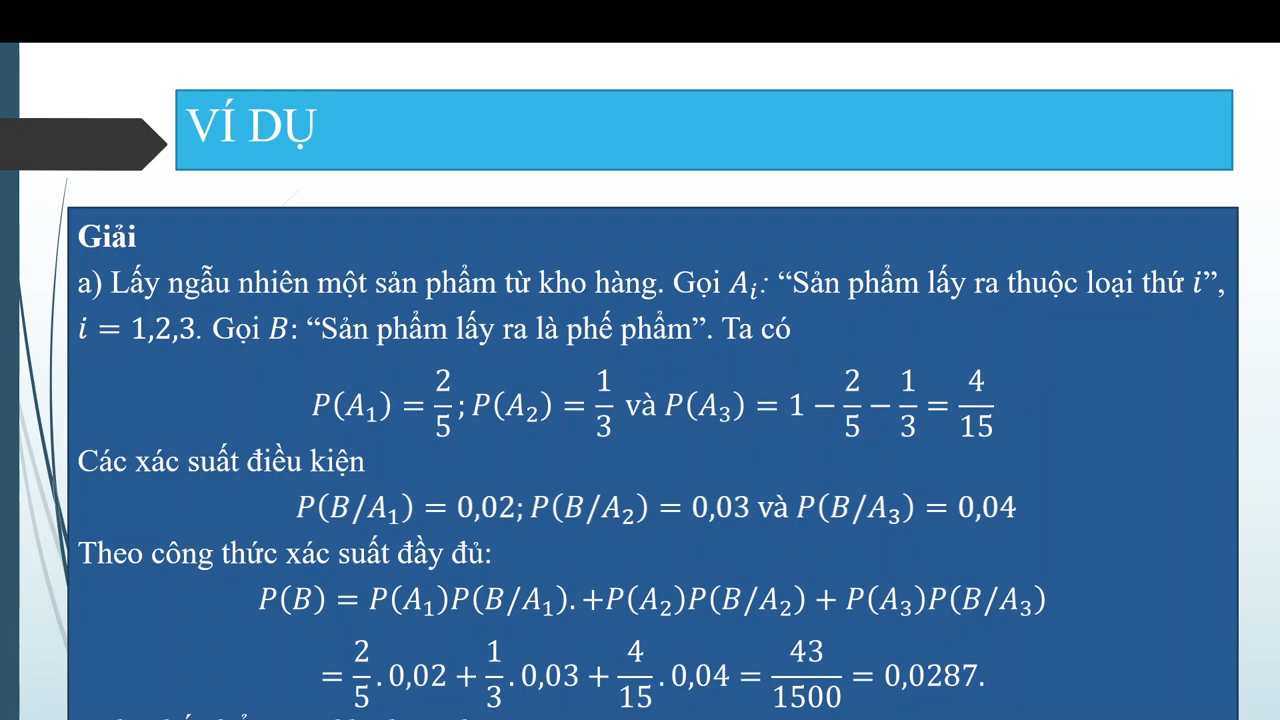 VÍ DỤ
Giải
a) Lấy ngẫu nhiên một sản phẩm từ kho hàng. Gọi Aᵢ: “Sản phẩm lấy ra thuộc loại thứ i”,
i = 1,2,3. Gọi B: “Sản phẩm lấy ra là phế phẩm”. Ta có
P(A₁) = 2/5 ; P(A₂) = 1/3 và P(A₃) = 1 − 2/5 − 1/3 = 4/15
Các xác suất điều kiện
P(B/A₁) = 0,02; P(B/A₂) = 0,03 và P(B/A₃) = 0,04
Theo công thức xác suất đầy đủ:
P(B) = P(A₁)P(B/A₁). +P(A₂)P(B/A₂) + P(A₃)P(B/A₃)
= 2/5 . 0,02 + 1/3 . 0,03 + 4/15 . 0,04 = 43/1500 = 0,0287.